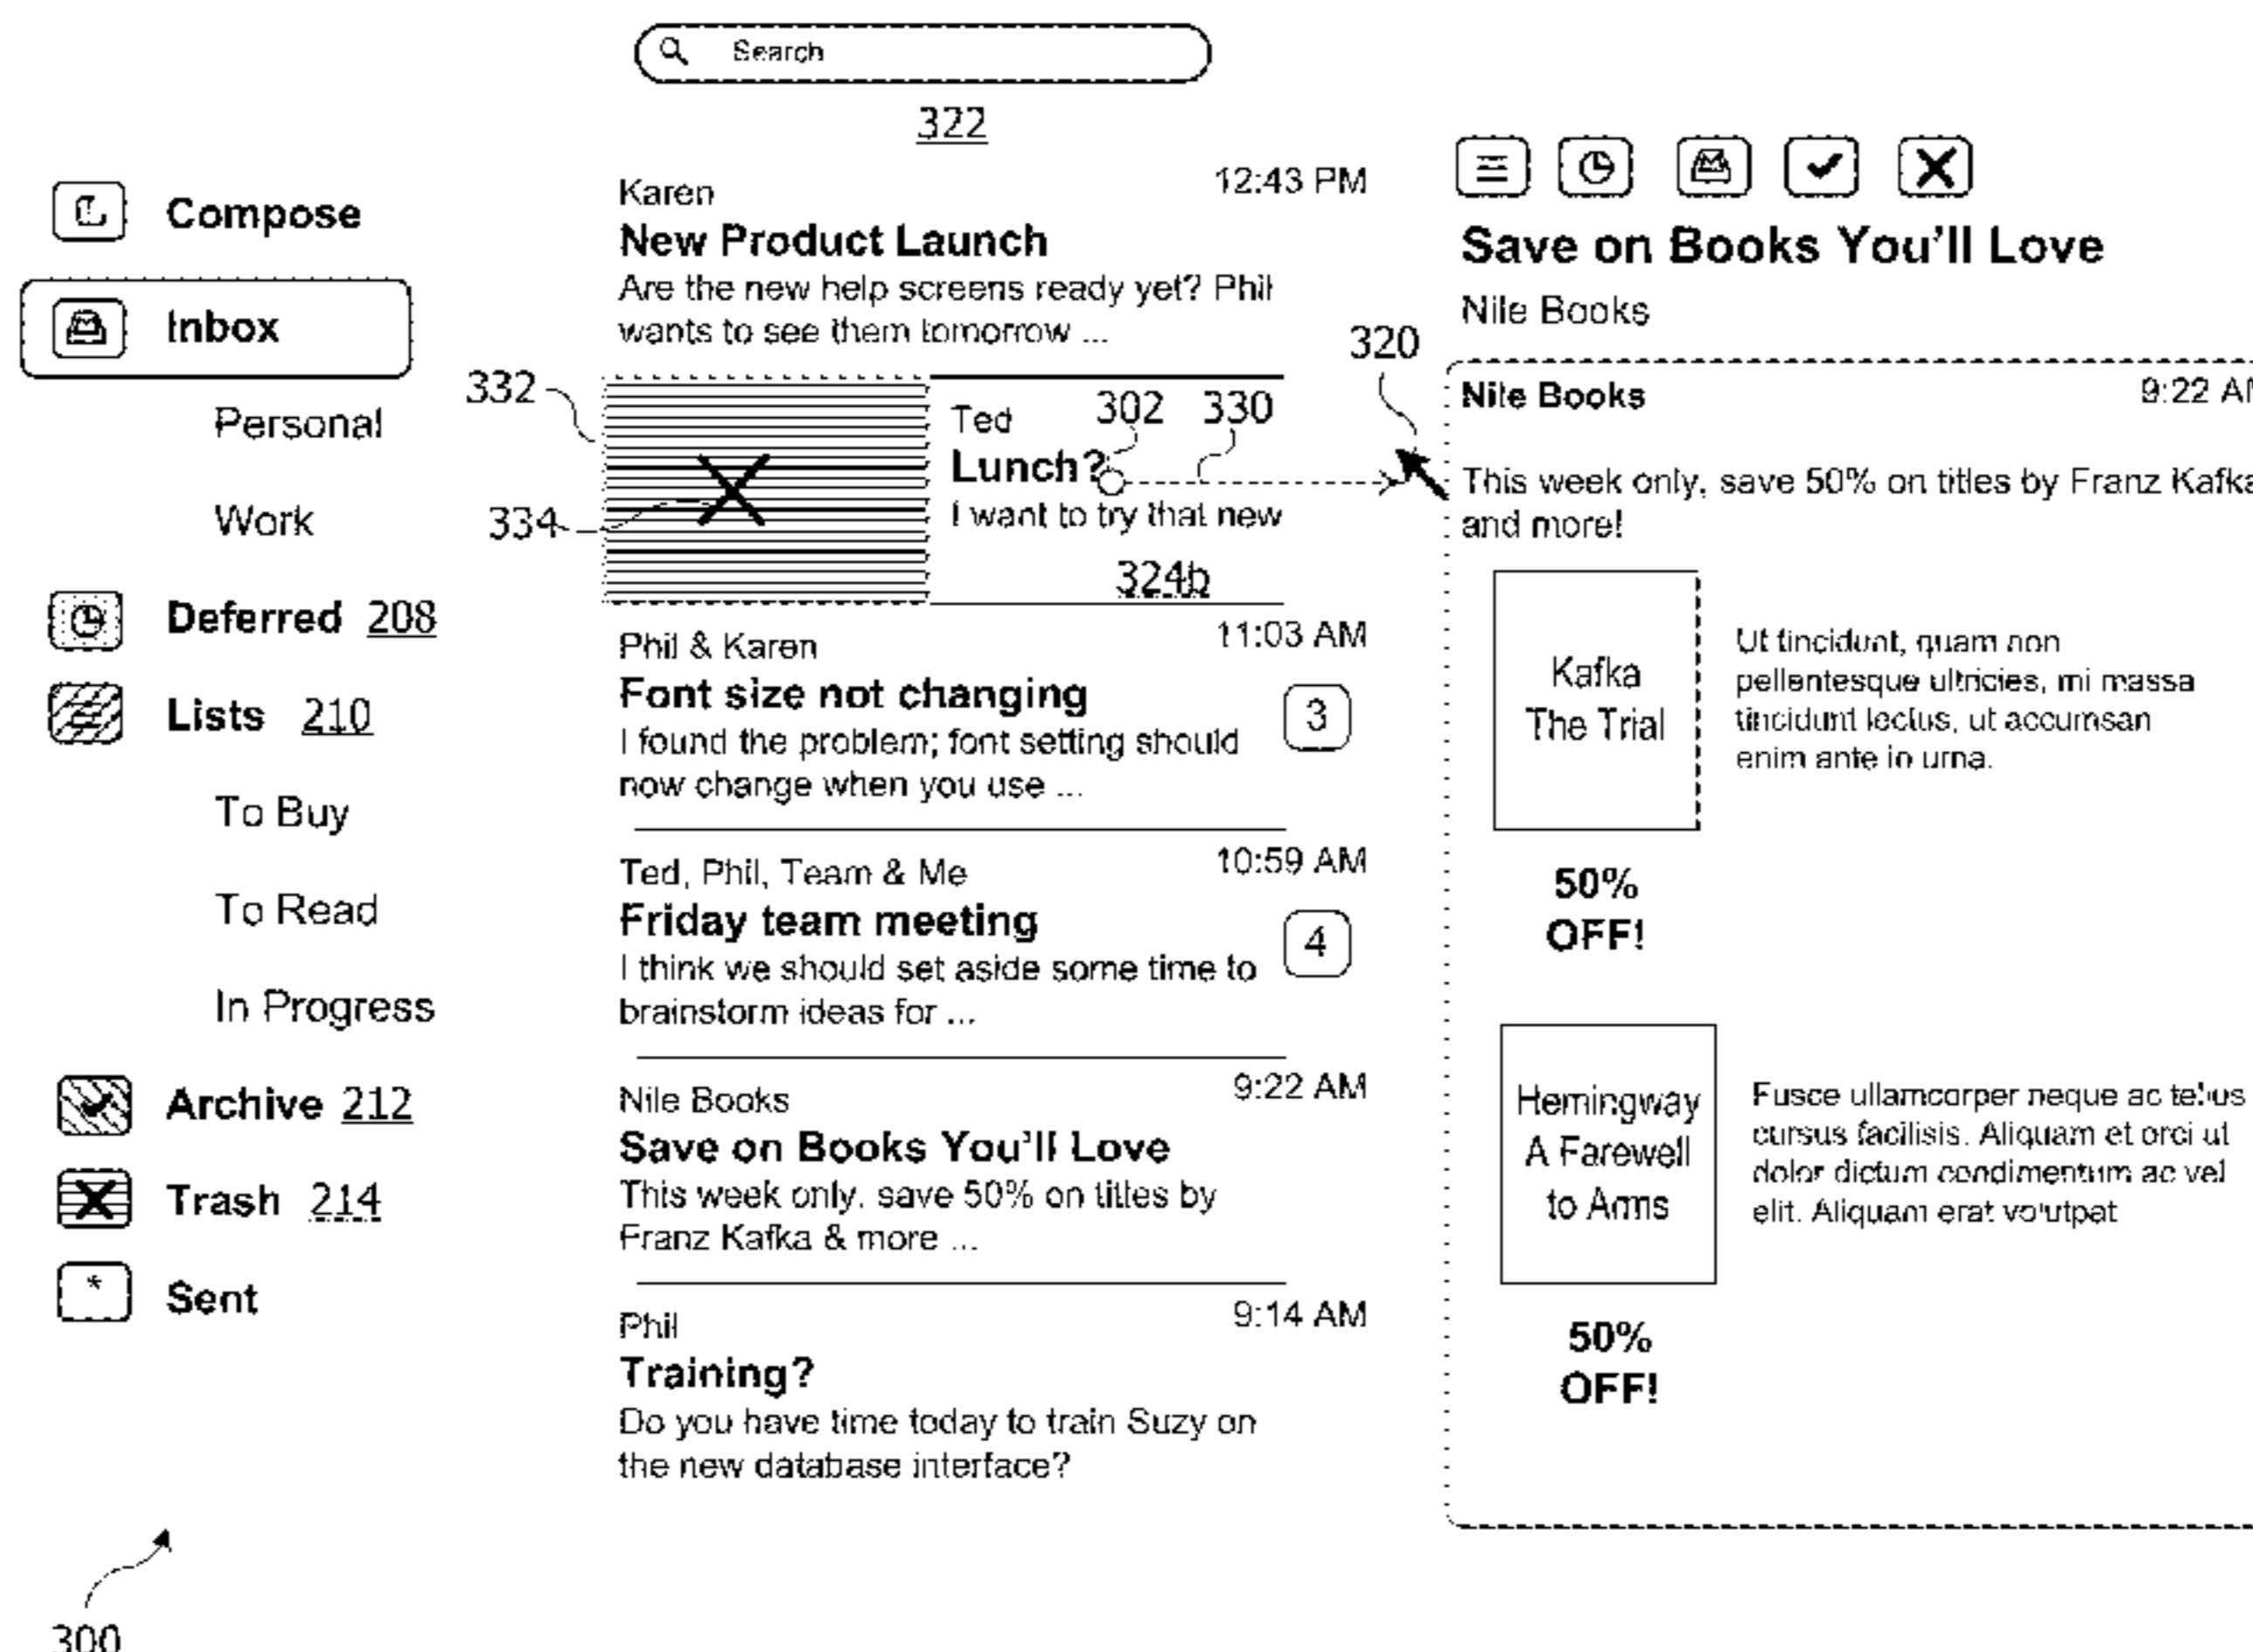 Search
322
Compose
Inbox
Personal
Work
Deferred 208
Lists 210
To Buy
To Read
In Progress
Archive 212
Trash 214
*
Sent
300
Karen 12:43 PM
New Product Launch
Are the new help screens ready yet? Phil
wants to see them tomorrow ...
332
334
Ted 302 330
Lunch?
I want to try that new
324b
320
Phil & Karen 11:03 AM
Font size not changing
3
I found the problem; font setting should
now change when you use ...
Ted, Phil, Team & Me 10:59 AM
Friday team meeting
4
I think we should set aside some time to
brainstorm ideas for ...
Nile Books 9:22 AM
Save on Books You'll Love
This week only, save 50% on titles by
Franz Kafka & more ...
Phil 9:14 AM
Training?
Do you have time today to train Suzy on
the new database interface?
Save on Books You'll Love
Nile Books
Nile Books 9:22 AM
This week only, save 50% on titles by Franz Kafka
and more!
Kafka
The Trial
Ut tincidunt, quam non
pellentesque ultricies, mi massa
tincidunt lectus, ut accumsan
enim ante in urna.
50%
OFF!
Hemingway
A Farewell
to Arms
Fusce ullamcorper neque ac tellus
cursus facilisis. Aliquam et orci ut
dolor dictum condimentum ac vel
elit. Aliquam erat volutpat
50%
OFF!